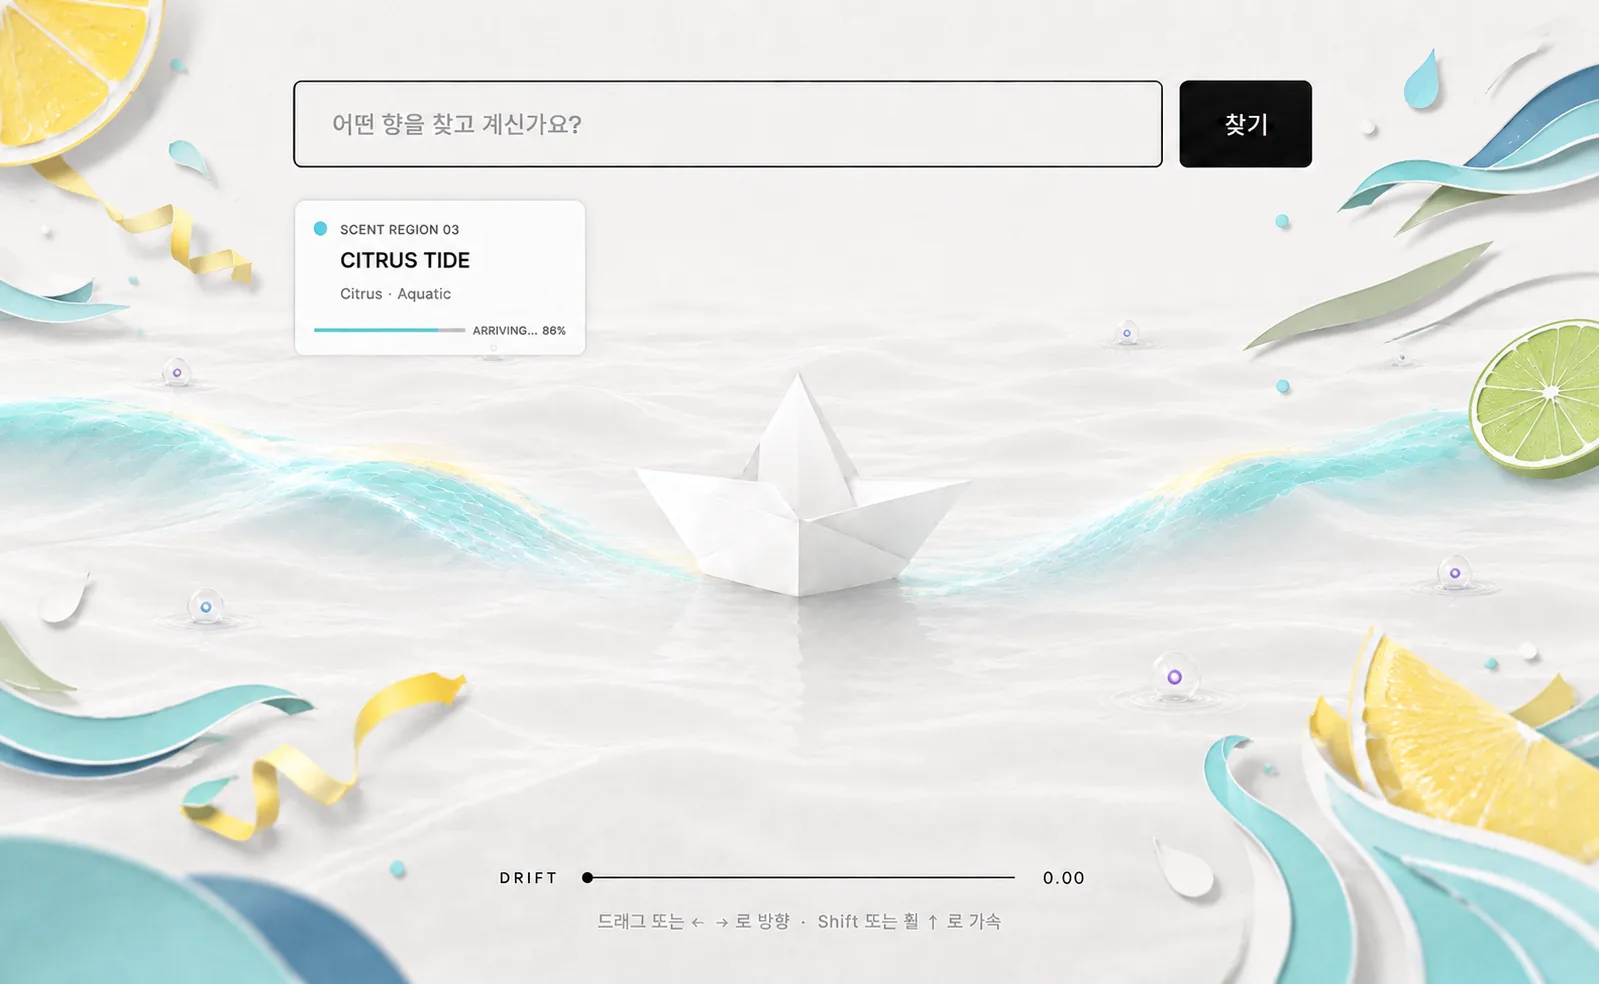 어떤 향을 찾고 계신가요?
찾기
SCENT REGION 03
CITRUS TIDE
Citrus · Aquatic
ARRIVING... 86%
DRIFT
0.00
드래그 또는 ← → 로 방향 · Shift 또는 휠 ↑ 로 가속